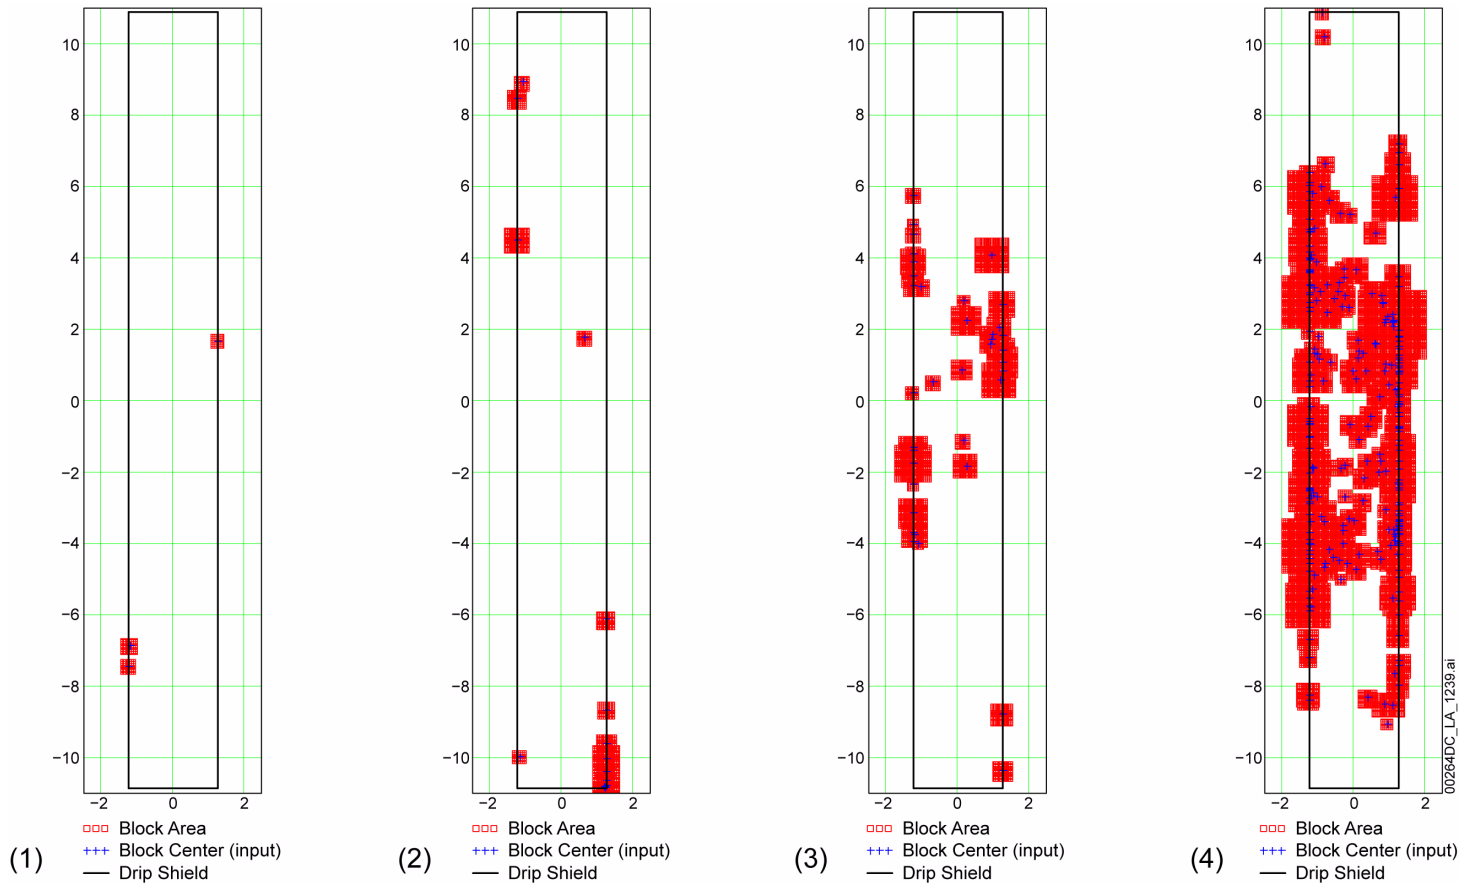 10
8
6
4
2
0
−2
−4
−6
−8
−10
−2 0 2
Block Area
Block Center (input)
Drip Shield
(1)
10
8
6
4
2
0
−2
−4
−6
−8
−10
−2 0 2
Block Area
Block Center (input)
Drip Shield
(2)
10
8
6
4
2
0
−2
−4
−6
−8
−10
−2 0 2
Block Area
Block Center (input)
Drip Shield
(3)
10
8
6
4
2
0
−2
−4
−6
−8
−10
−2 0 2
Block Area
Block Center (input)
Drip Shield
(4)
00264DC_LA_1239.ai